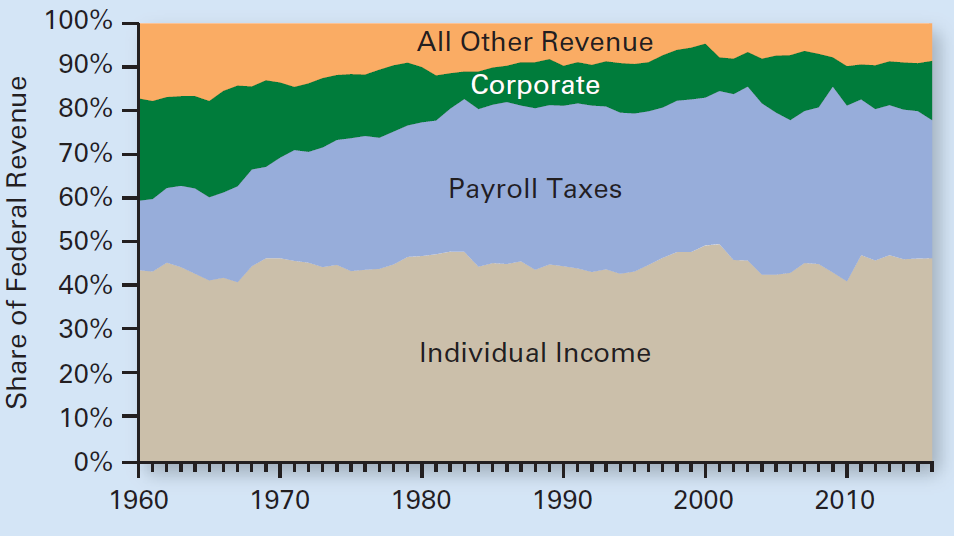 Share of Federal Revenue
100%
90%
80%
70%
60%
50%
40%
30%
20%
10%
0%
All Other Revenue
Corporate
Payroll Taxes
Individual Income
1960 1970 1980 1990 2000 2010